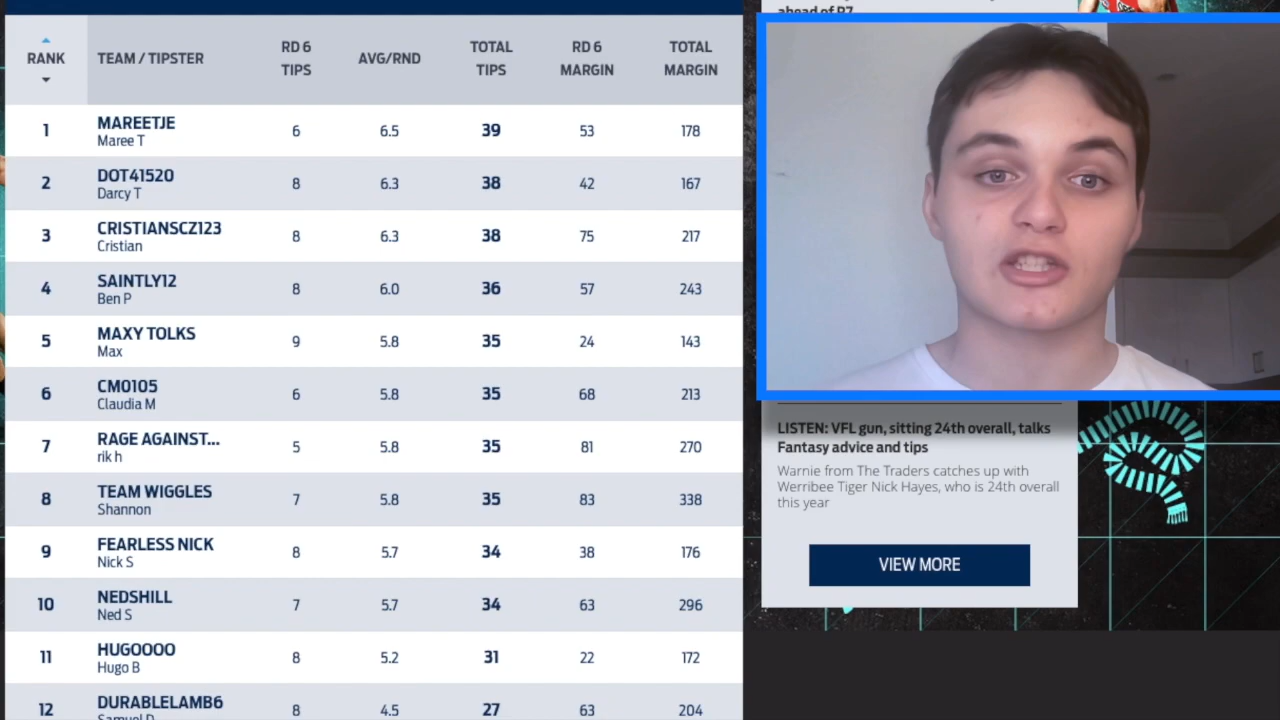 RANK TEAM / TIPSTER RD 6 TIPS AVG/RND TOTAL TIPS RD 6 MARGIN TOTAL MARGIN
1 MAREETJE 6 6.5 39 53 178
Maree T
2 DOT41520 8 6.3 38 42 167
Darcy T
3 CRISTIANSCZ123 8 6.3 38 75 217
Cristian
4 SAINTLY12 8 6.0 36 57 243
Ben P
5 MAXY TOLKS 9 5.8 35 24 143
Max
6 CM0105 6 5.8 35 68 213
Claudia M
7 RAGE AGAINST... 5 5.8 35 81 270
rik h
8 TEAM WIGGLES 7 5.8 35 83 338
Shannon
9 FEARLESS NICK 8 5.7 34 38 176
Nick S
10 NEDSHILL 7 5.7 34 63 296
Ned S
11 HUGOOOO 8 5.2 31 22 172
Hugo B
12 DURABLELAMB6 8 4.5 27 63 204
Samuel D
ahead of R7
LISTEN: VFL gun, sitting 24th overall, talks
Fantasy advice and tips
Warnie from The Traders catches up with
Werribee Tiger Nick Hayes, who is 24th overall
this year
VIEW MORE